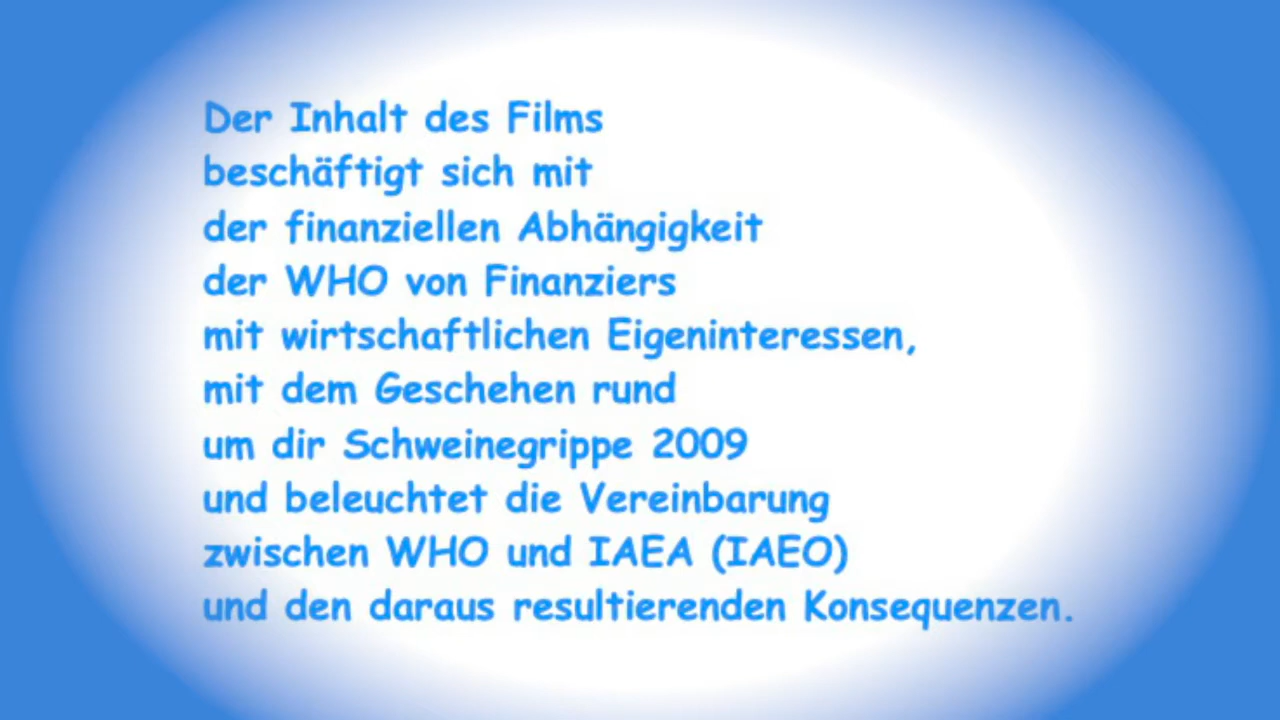 Der Inhalt des Films
beschäftigt sich mit
der finanziellen Abhängigkeit
der WHO von Finanziers
mit wirtschaftlichen Eigeninteressen,
mit dem Geschehen rund
um dir Schweinegrippe 2009
und beleuchtet die Vereinbarung
zwischen WHO und IAEA (IAEO)
und den daraus resultierenden Konsequenzen.